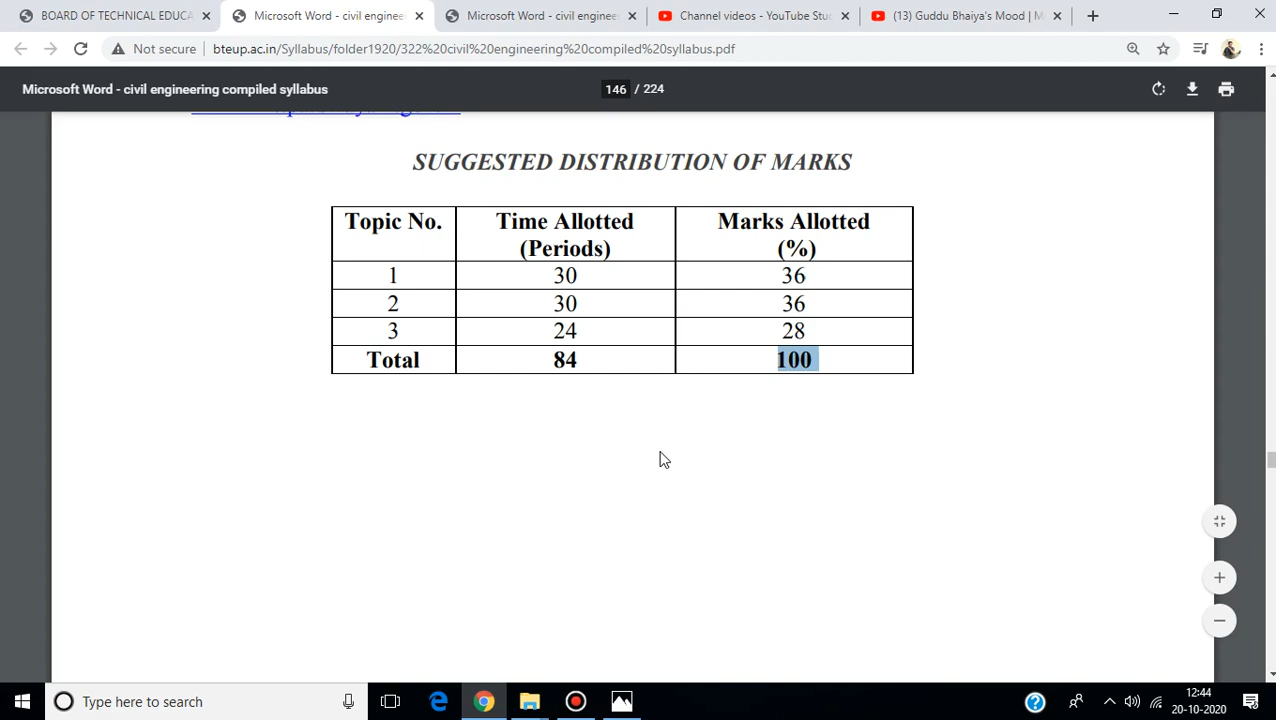 BOARD OF TECHNICAL EDUCA
Microsoft Word - civil enginee
Microsoft Word - civil enginee
Channel videos - YouTube Stu
(13) Guddu Bhaiya's Mood | M
Not secure
bteup.ac.in/Syllabus/folder1920/322%20civil%20engineering%20compiled%20syllabus.pdf
Microsoft Word - civil engineering compiled syllabus
146 / 224
SUGGESTED DISTRIBUTION OF MARKS
Topic No. Time Allotted (Periods) Marks Allotted (%)
1 30 36
2 30 36
3 24 28
Total 84 100
Type here to search
12:44
20-10-2020